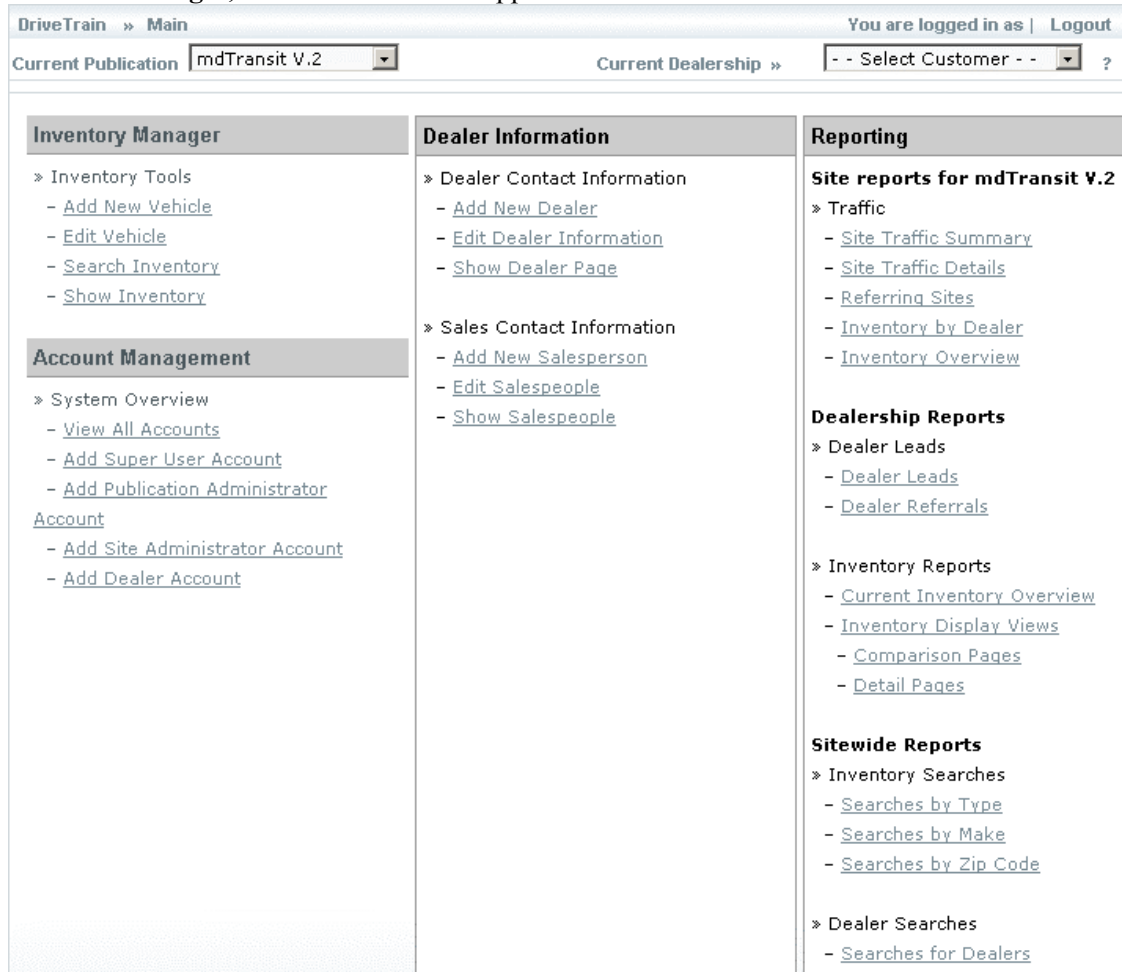 DriveTrain » Main
You are logged in as | Logout
Current Publication mdTransit V.2
Current Dealership » - - Select Customer - - ?
Inventory Manager
» Inventory Tools
– Add New Vehicle
– Edit Vehicle
– Search Inventory
– Show Inventory
Account Management
» System Overview
– View All Accounts
– Add Super User Account
– Add Publication Administrator
Account
– Add Site Administrator Account
– Add Dealer Account
Dealer Information
» Dealer Contact Information
– Add New Dealer
– Edit Dealer Information
– Show Dealer Page
» Sales Contact Information
– Add New Salesperson
– Edit Salespeople
– Show Salespeople
Reporting
Site reports for mdTransit V.2
» Traffic
– Site Traffic Summary
– Site Traffic Details
– Referring Sites
– Inventory by Dealer
– Inventory Overview
Dealership Reports
» Dealer Leads
– Dealer Leads
– Dealer Referrals
» Inventory Reports
– Current Inventory Overview
– Inventory Display Views
– Comparison Pages
– Detail Pages
Sitewide Reports
» Inventory Searches
– Searches by Type
– Searches by Make
– Searches by Zip Code
» Dealer Searches
– Searches for Dealers